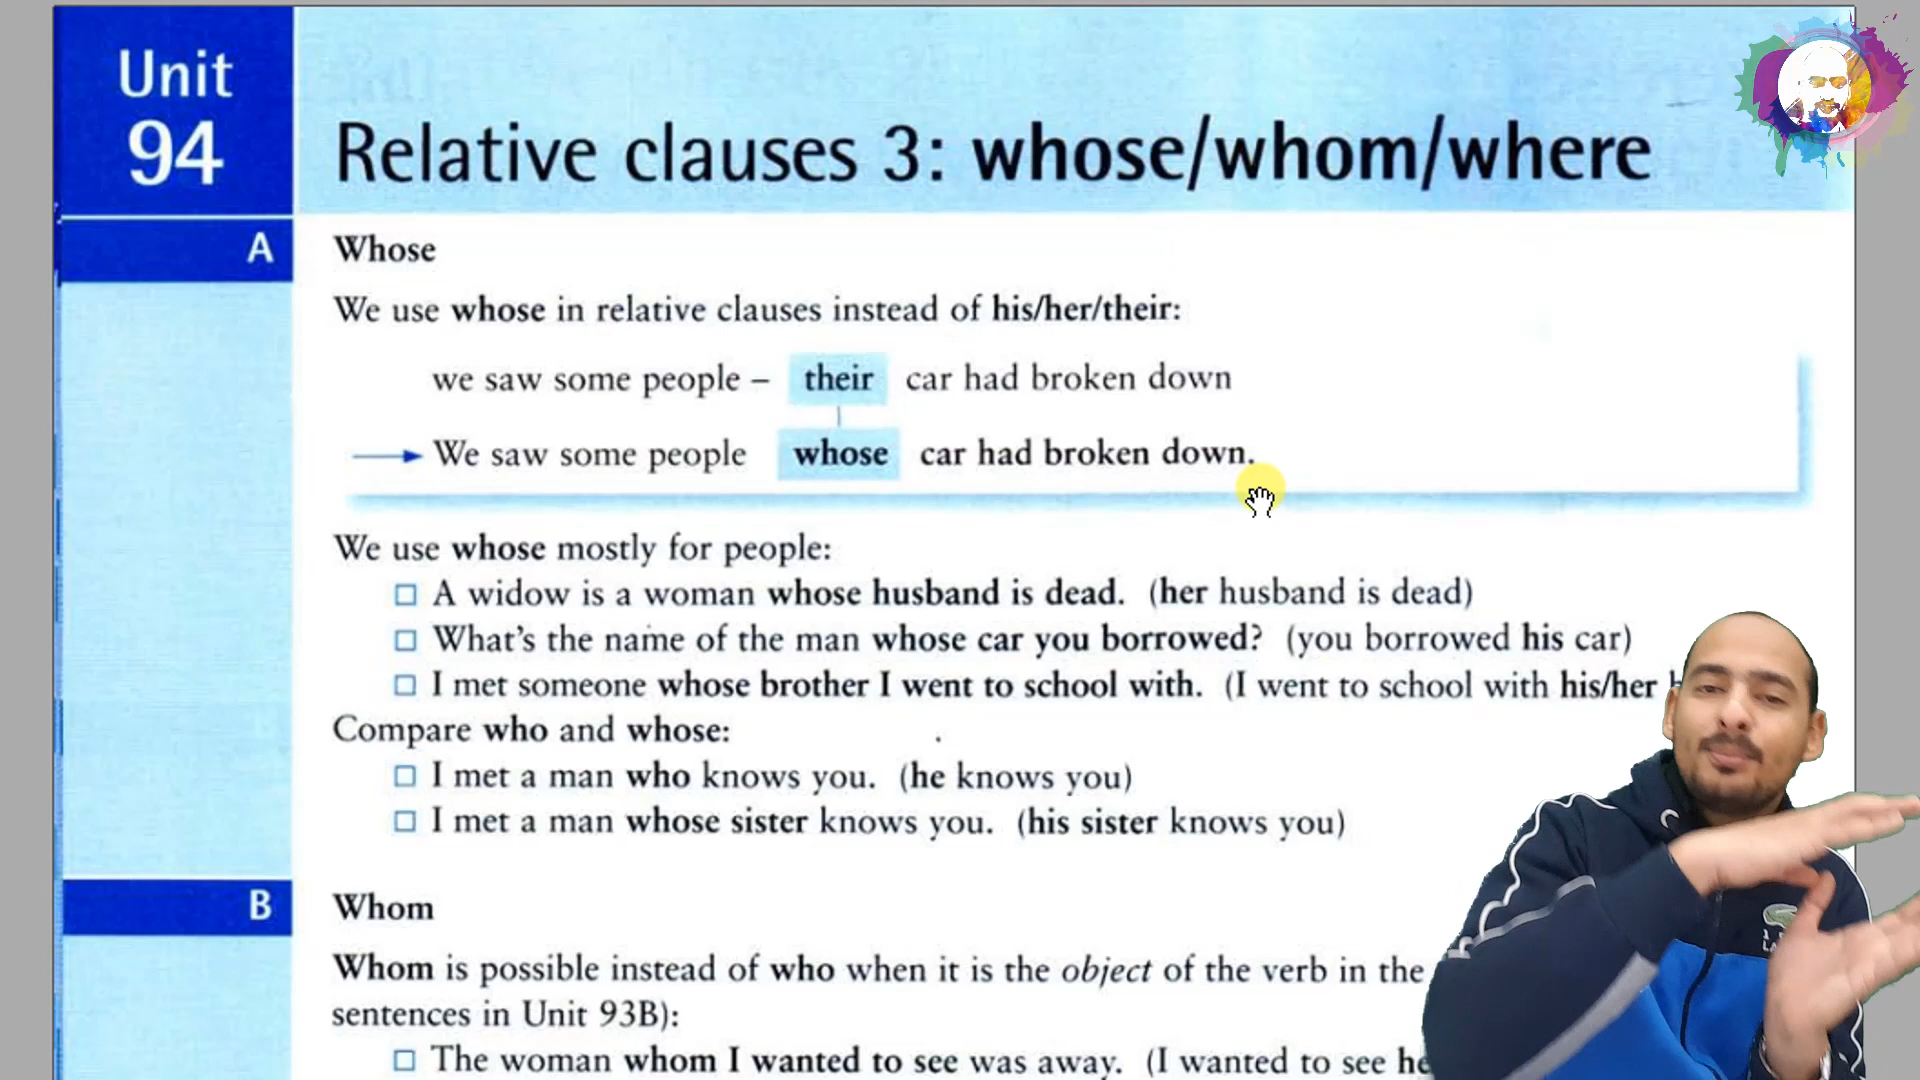 Unit
94
Relative clauses 3: whose/whom/where
A
Whose
We use whose in relative clauses instead of his/her/their:
we saw some people – their car had broken down
We saw some people whose car had broken down.
We use whose mostly for people:
A widow is a woman whose husband is dead. (her husband is dead)
What's the name of the man whose car you borrowed? (you borrowed his car)
I met someone whose brother I went to school with. (I went to school with his/her
Compare who and whose:
I met a man who knows you. (he knows you)
I met a man whose sister knows you. (his sister knows you)
B
Whom
Whom is possible instead of who when it is the object of the verb in the
sentences in Unit 93B):
The woman whom I wanted to see was away. (I wanted to see